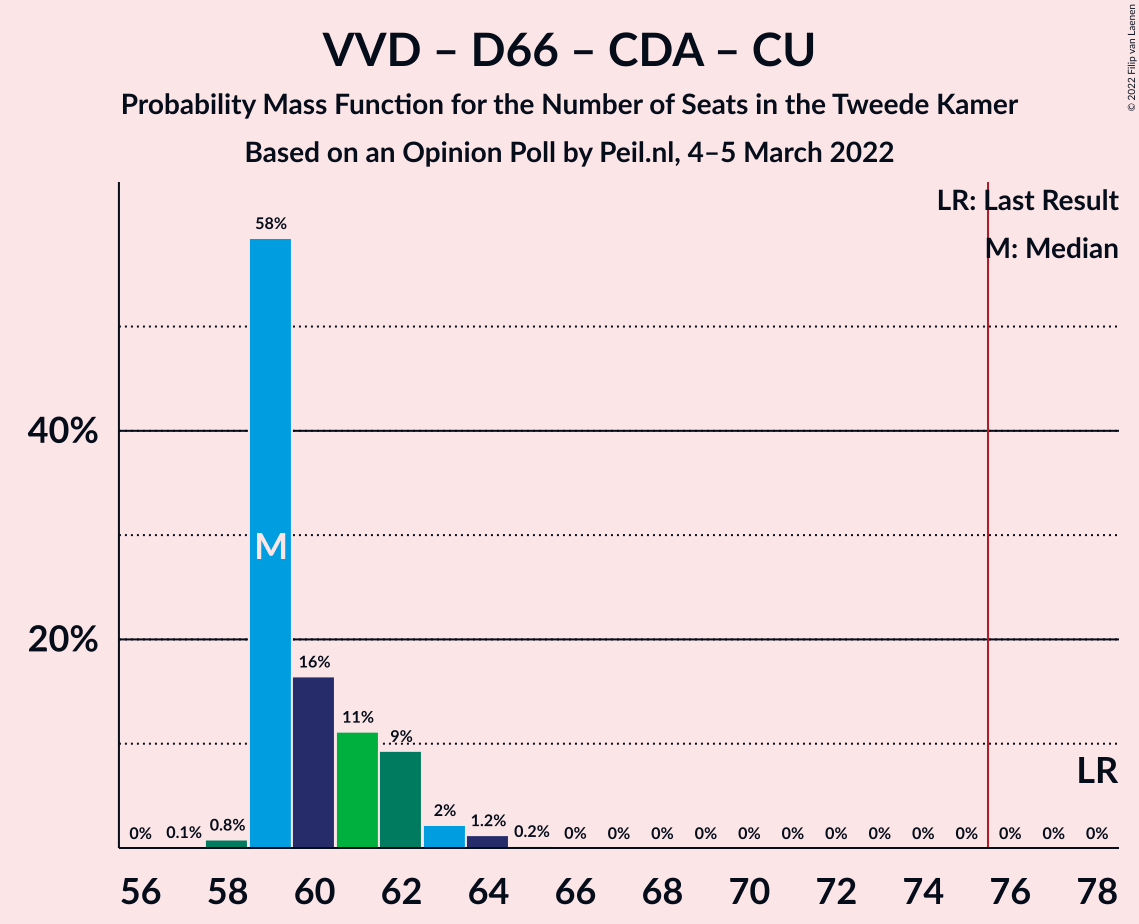 VVD – D66 – CDA – CU
Probability Mass Function for the Number of Seats in the Tweede Kamer
Based on an Opinion Poll by Peil.nl, 4–5 March 2022
© 2022 Filip van Laenen
LR: Last Result
M: Median
58%
40%
M
20%
16%
11%
9%
LR
0% 0.1% 0.8% 2% 1.2% 0.2% 0% 0% 0% 0% 0% 0% 0% 0% 0% 0% 0% 0% 0%
56 58 60 62 64 66 68 70 72 74 76 78